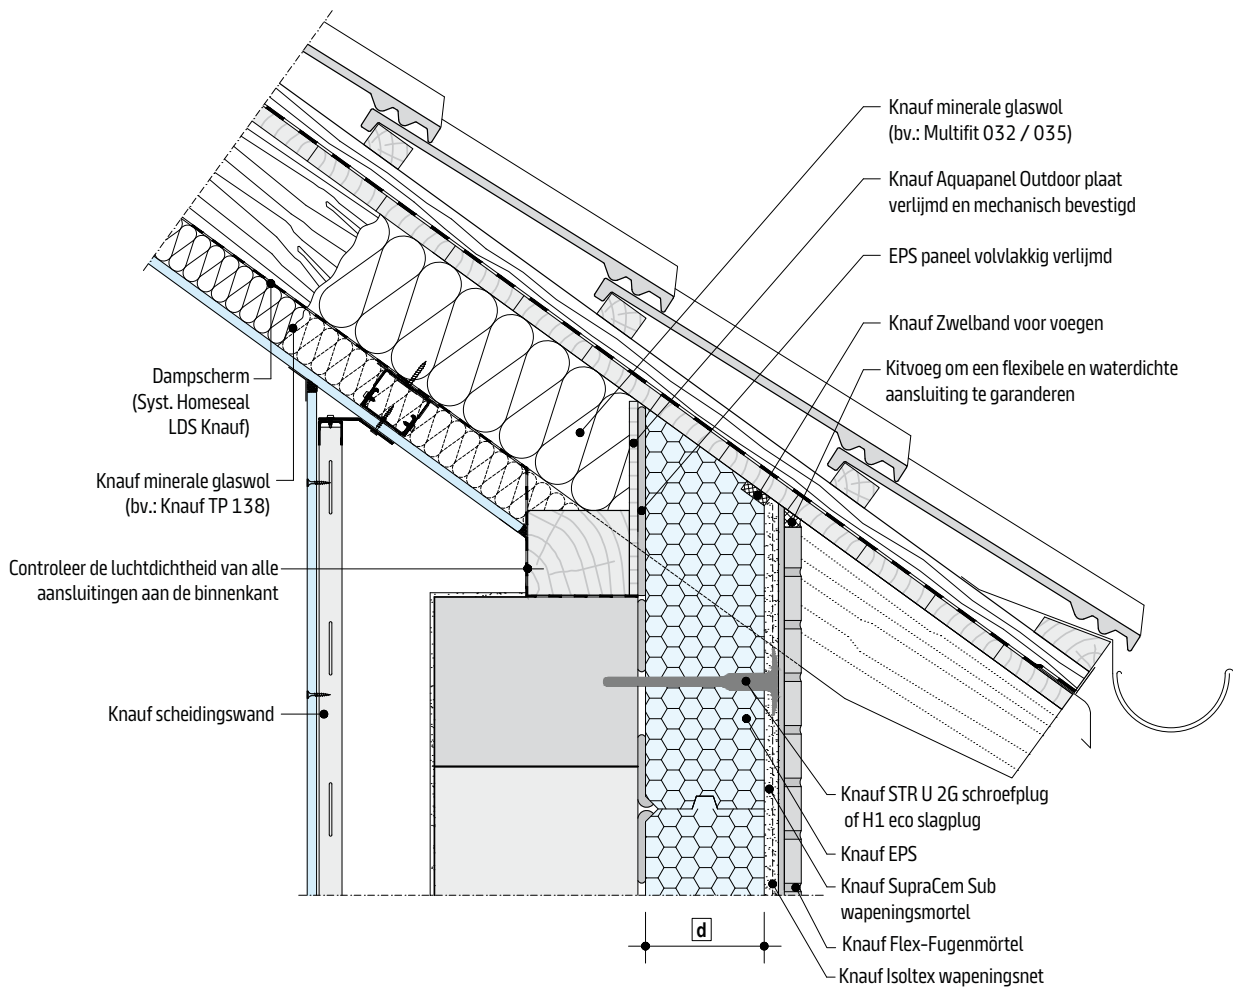 Knauf minerale glaswol
(bv.: Multifit 032 / 035)
Knauf Aquapanel Outdoor plaat
verlijmd en mechanisch bevestigd
EPS paneel volvlakkig verlijmd
Knauf Zwelband voor voegen
Kitvoeg om een flexibele en waterdichte
aansluiting te garanderen
Dampscherm
(Syst. Homeseal
LDS Knauf)
Knauf minerale glaswol
(bv.: Knauf TP 138)
Controleer de luchtdichtheid van alle
aansluitingen aan de binnenkant
Knauf scheidingswand
Knauf STR U 2G schroefplug
of H1 eco slagplug
Knauf EPS
Knauf SupraCem Sub
wapeningsmortel
Knauf Flex-Fugenmörtel
Knauf Isoltex wapeningsnet
d